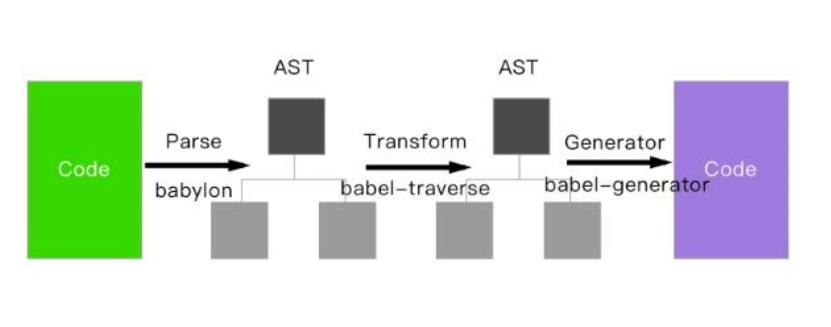 AST
AST
Parse
Transform
Generator
Code
Code
babylon
babel-traverse
babel-generator